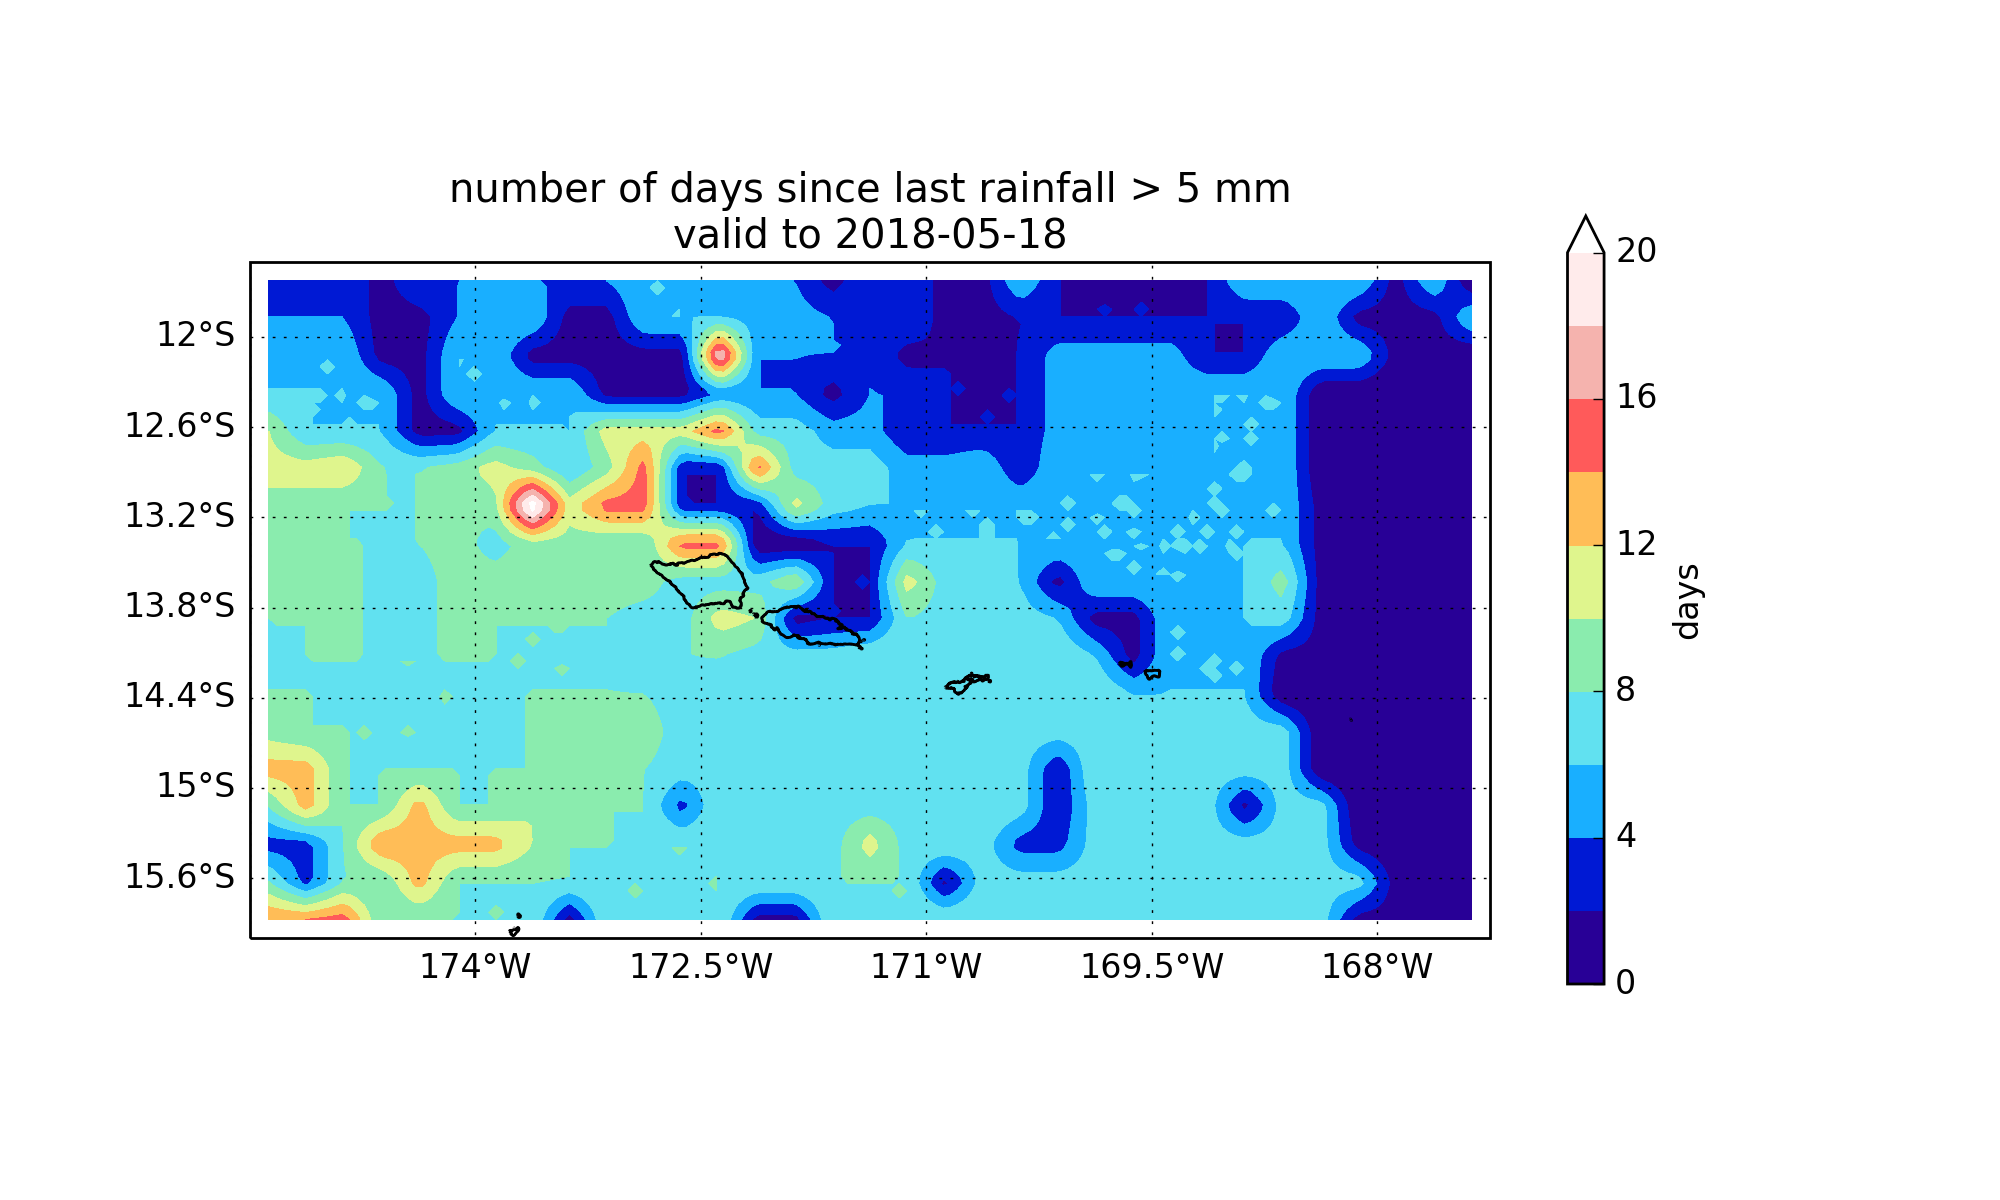 number of days since last rainfall > 5 mm
valid to 2018-05-18
12°S
12.6°S
13.2°S
13.8°S
14.4°S
15°S
15.6°S
174°W
172.5°W
171°W
169.5°W
168°W
20
16
12
8
4
0
days